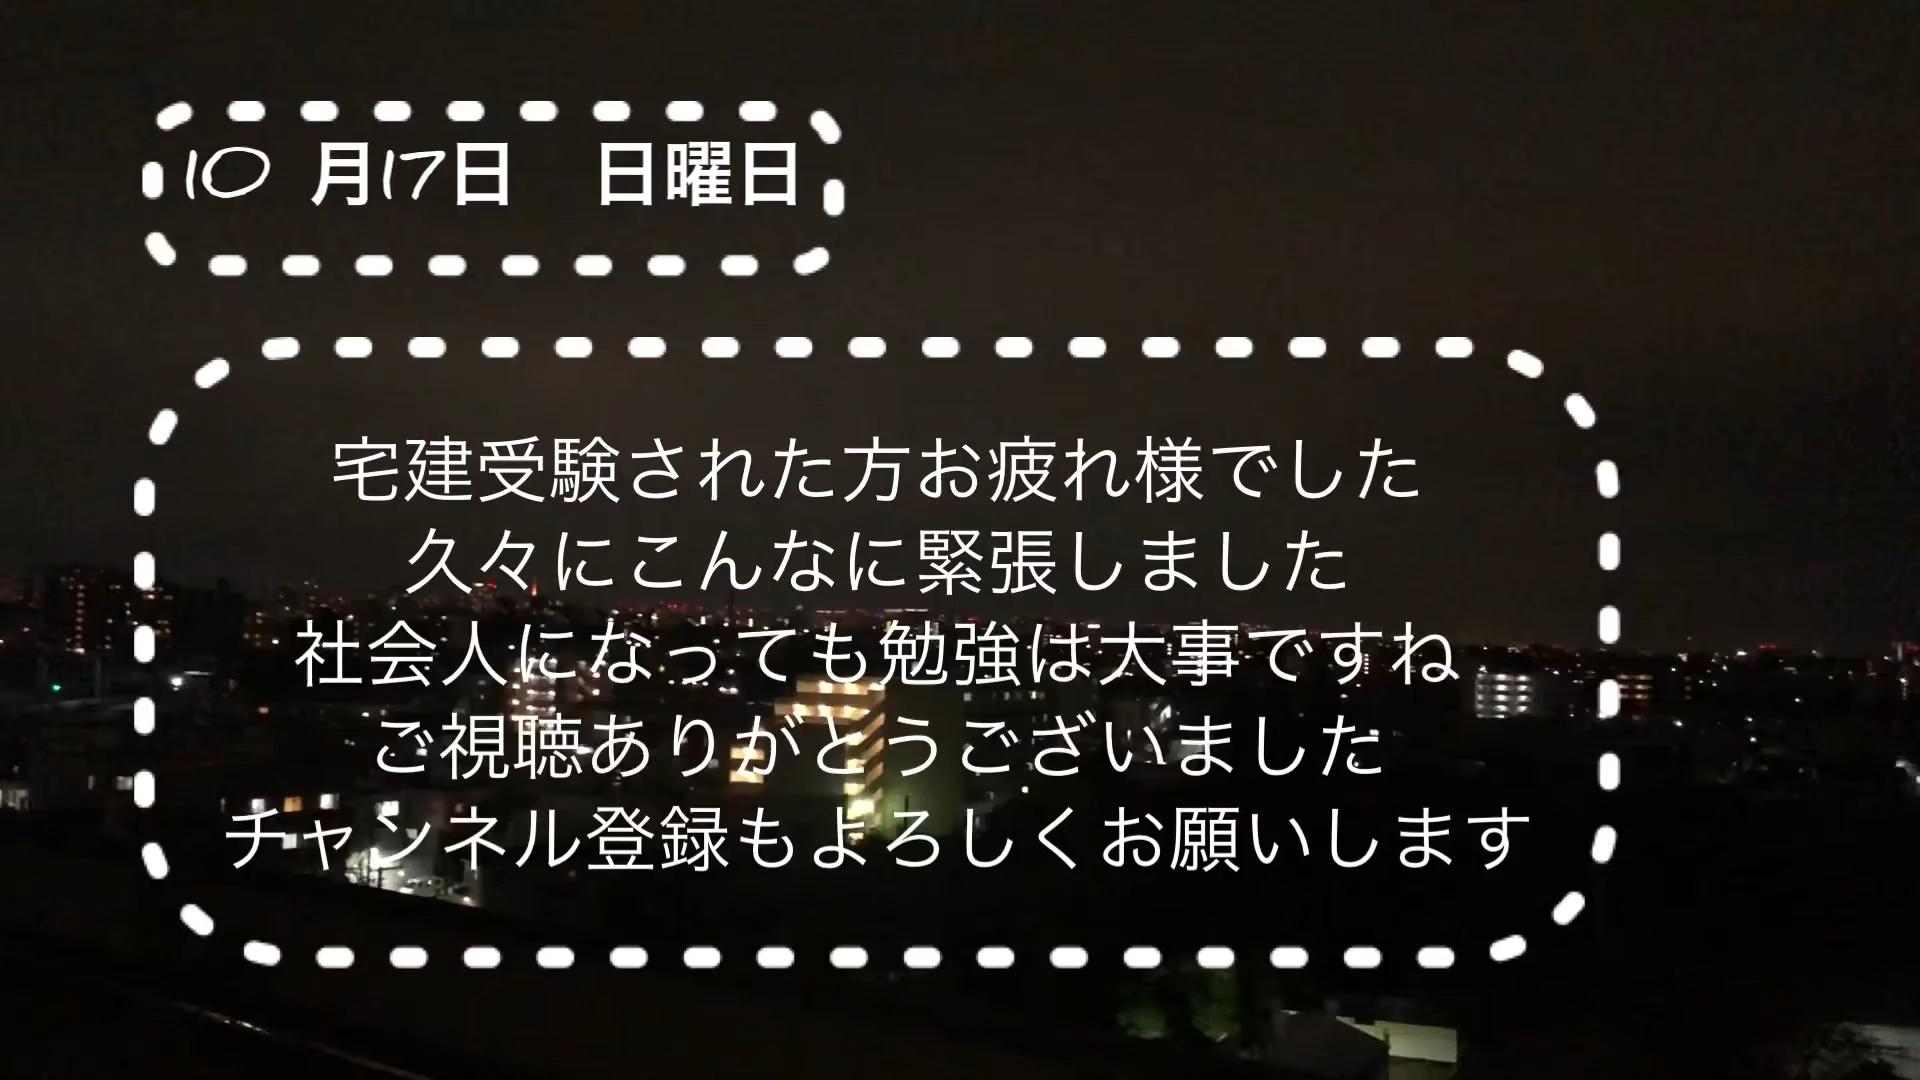 10 月17日　日曜日
宅建受験された方お疲れ様でした
久々にこんなに緊張しました
社会人になっても勉強は大事ですね
ご視聴ありがとうございました
チャンネル登録もよろしくお願いします